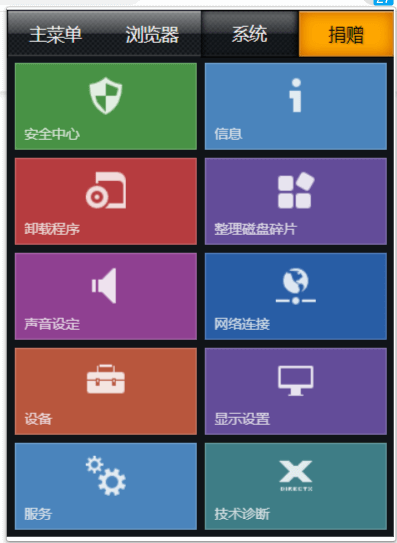 27
主菜单 浏览器 系统 捐赠
安全中心 信息
卸载程序 整理磁盘碎片
声音设定 网络连接
设备 显示设置
DIRECTX
服务 技术诊断